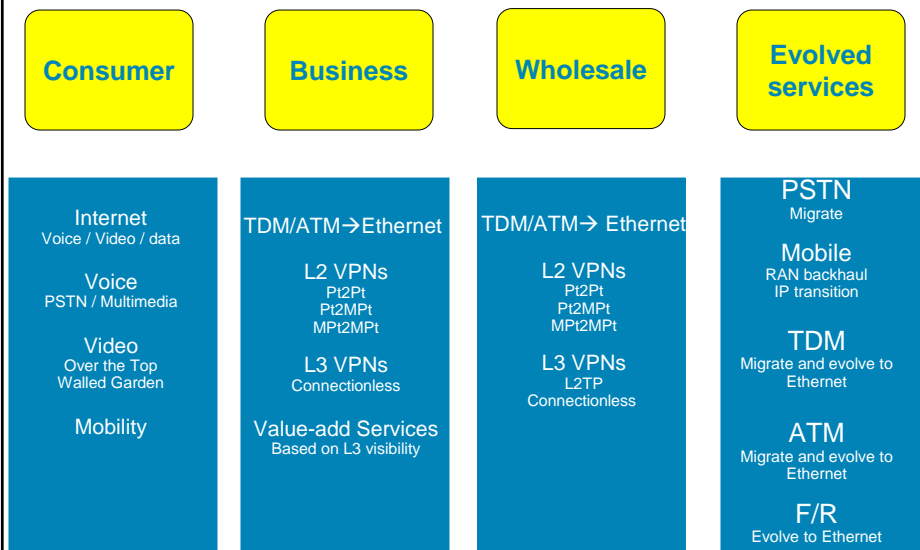 Consumer
Internet
Voice / Video / data
Voice
PSTN / Multimedia
Video
Over the Top
Walled Garden
Mobility
Business
TDM/ATM→Ethernet
L2 VPNs
Pt2Pt
Pt2MPt
MPt2MPt
L3 VPNs
Connectionless
Value-add Services
Based on L3 visibility
Wholesale
TDM/ATM→ Ethernet
L2 VPNs
Pt2Pt
Pt2MPt
MPt2MPt
L3 VPNs
L2TP
Connectionless
Evolved
services
PSTN
Migrate
Mobile
RAN backhaul
IP transition
TDM
Migrate and evolve to
Ethernet
ATM
Migrate and evolve to
Ethernet
F/R
Evolve to Ethernet